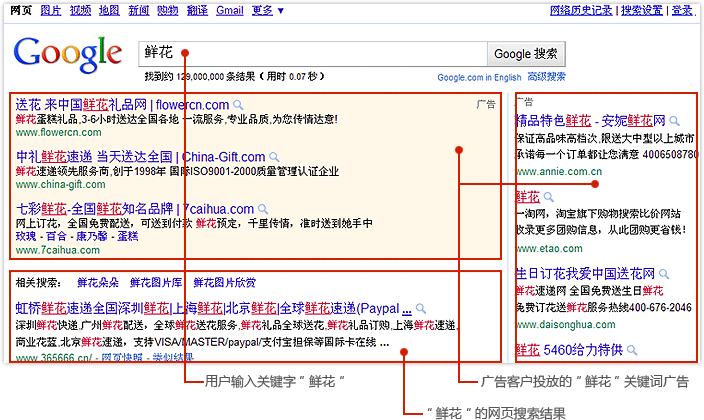 网页 图片 视频 地图 新闻 购物 翻译 Gmail 更多 ▼
网络历史记录 | 搜索设置 | 登录
Google
鲜花
Google 搜索
找到约 129,000,000 条结果 （用时 0.07 秒）
Google.com in English 高级搜索
送花 来中国鲜花礼品网 | flowercn.com
广告
鲜花蛋糕礼品,3-6小时送达全国各地 一流服务,专业品质,为您传情达意!
www.flowercn.com
中礼鲜花速递 当天送达全国 | China-Gift.com
鲜花速递领先服务商,创于1998年 国际ISO9001-2000质量管理认证企业
www.china-gift.com
七彩鲜花-全国鲜花知名品牌 | 7caihua.com
网上订花，全国免费配送，可送到付款 鲜花预定，千里传情，准时送到她手中
玫瑰 - 百合 - 康乃馨 - 蛋糕
www.7caihua.com
相关搜索： 鲜花朵朵 鲜花图片库 鲜花图片欣赏
虹桥鲜花速递全国深圳鲜花|上海鲜花|北京鲜花|全球鲜花速递(Paypal ...
深圳鲜花快递,广州鲜花配送，全球鲜花送花服务,鲜花礼品全球送花,鲜花礼品订购,上海鲜花速递,
商业花蓝,北京鲜花速递，支持VISA/MASTER/paypal/支付宝担保等国际卡在线 ...
www.365666.cn/ - 网页快照 - 类似结果
广告
精品特色鲜花 - 安妮鲜花网
保证高品味高档次,限送大中型以上城市
承诺每一个订单都让您满意 4006508780
www.annie.com.cn
鲜花
一淘网，淘宝旗下购物搜索比价网站
收录更多团购信息，从此团购更省钱!
www.etao.com
生日订花我爱中国送花网
鲜花速递网 全国免费送生日鲜花
免费订花送鲜花服务热线400-676-2046
www.daisonghua.com
鲜花 5460给力特供
用户输入关键字 “ 鲜花 “
广告客户投放的 “ 鲜花 ” 关键词广告
“ 鲜花 ” 的网页搜索结果